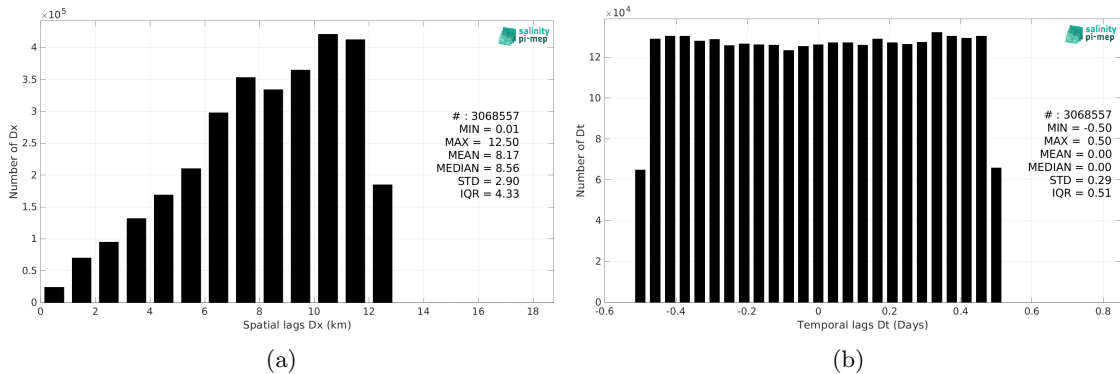 ×10⁵
4
3.5
3
2.5
2
1.5
1
0.5
0
0 2 4 6 8 10 12 14 16 18
Number of Dx
Spatial lags Dx (km)
salinity
pi-mep
# : 3068557
MIN = 0.01
MAX = 12.50
MEAN = 8.17
MEDIAN = 8.56
STD = 2.90
IQR = 4.33
(a)
×10⁴
12
10
8
6
4
2
0
-0.6 -0.4 -0.2 0 0.2 0.4 0.6 0.8
Number of Dt
Temporal lags Dt (Days)
salinity
pi-mep
# : 3068557
MIN = -0.50
MAX = 0.50
MEAN = 0.00
MEDIAN = 0.00
STD = 0.29
IQR = 0.51
(b)